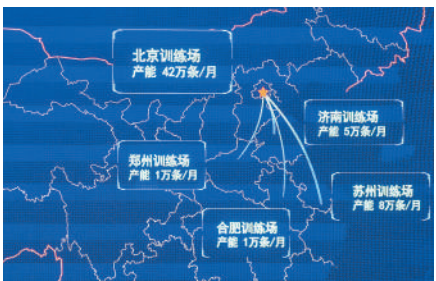 北京训练场
产能 42万条/月
济南训练场
产能 5万条/月
郑州训练场
产能 1万条/月
苏州训练场
产能 8万条/月
合肥训练场
产能 1万条/月